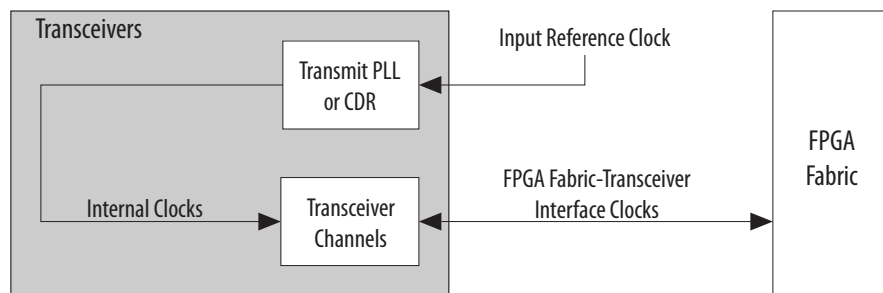 Transceivers
Input Reference Clock
Transmit PLL
or CDR
FPGA
Fabric
FPGA Fabric-Transceiver
Interface Clocks
Internal Clocks
Transceiver
Channels